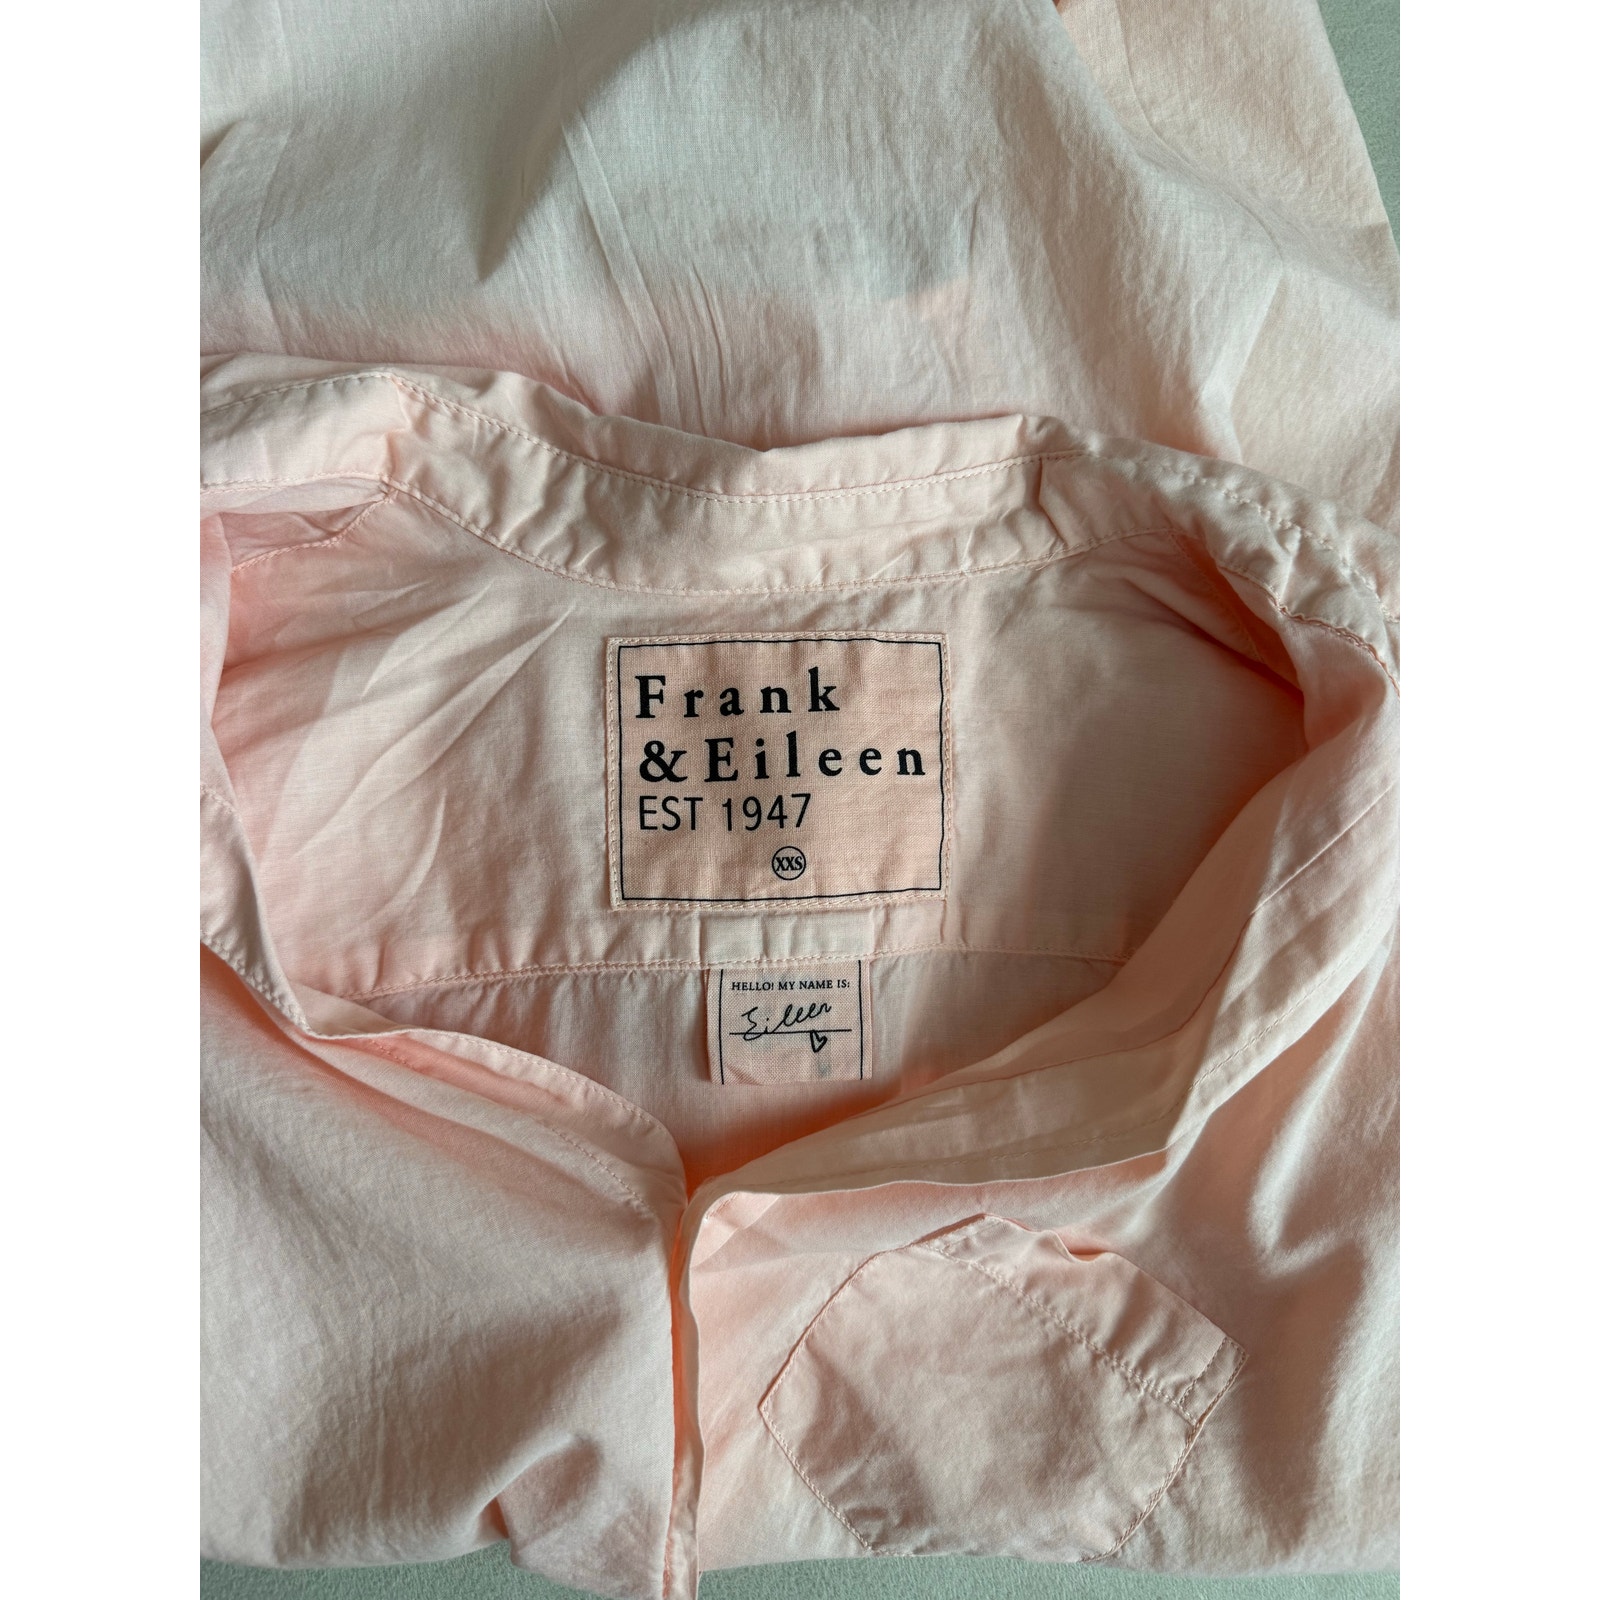 Frank
&Eileen
EST 1947
XXS
HELLO! MY NAME IS:
Eileen